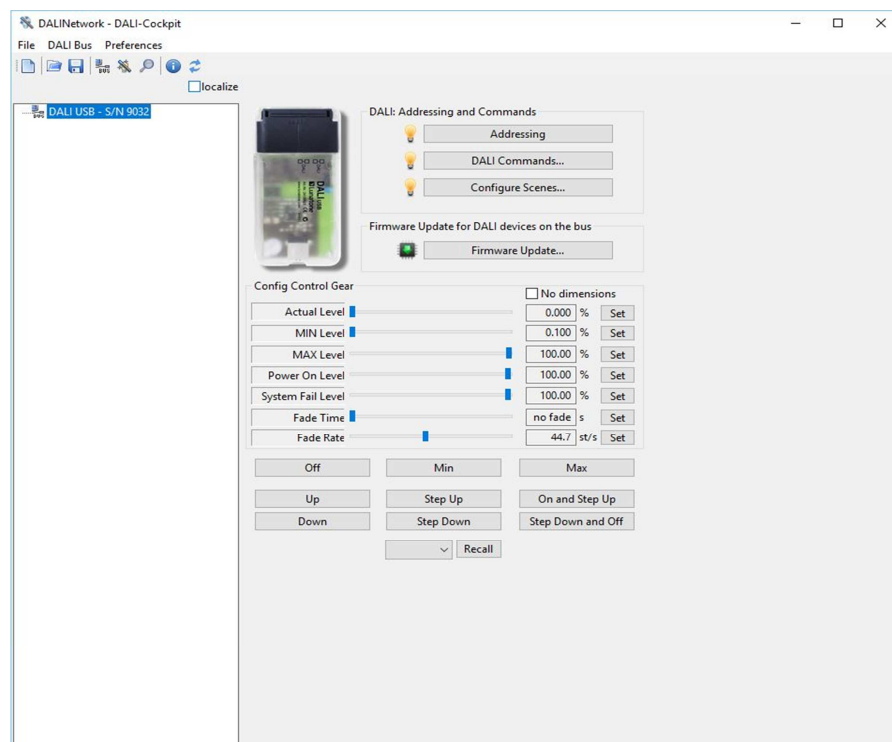 DALINetwork - DALI-Cockpit
File DALI Bus Preferences
localize
DALI USB - S/N 9032
DALI: Addressing and Commands
Addressing
DALI Commands...
Configure Scenes...
Firmware Update for DALI devices on the bus
Firmware Update...
DALI USB
Lunatone
Config Control Gear
No dimensions
Actual Level 0.000 % Set
MIN Level 0.100 % Set
MAX Level 100.00 % Set
Power On Level 100.00 % Set
System Fail Level 100.00 % Set
Fade Time no fade s Set
Fade Rate 44.7 st/s Set
Off Min Max
Up Step Up On and Step Up
Down Step Down Step Down and Off
Recall